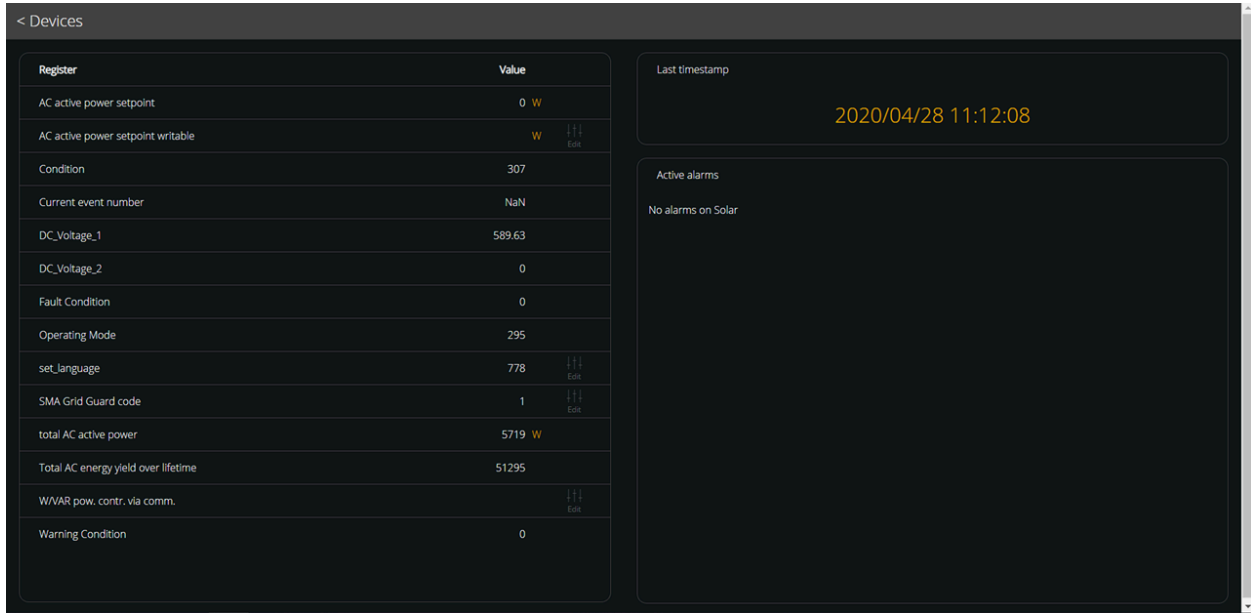 < Devices
Register Value
AC active power setpoint 0 W
AC active power setpoint writable W Edit
Condition 307
Current event number NaN
DC_Voltage_1 589.63
DC_Voltage_2 0
Fault Condition 0
Operating Mode 295
set_language 778 Edit
SMA Grid Guard code 1 Edit
total AC active power 5719 W
Total AC energy yield over lifetime 51295
W/VAR pow. contr. via comm. Edit
Warning Condition 0
Last timestamp
2020/04/28 11:12:08
Active alarms
No alarms on Solar